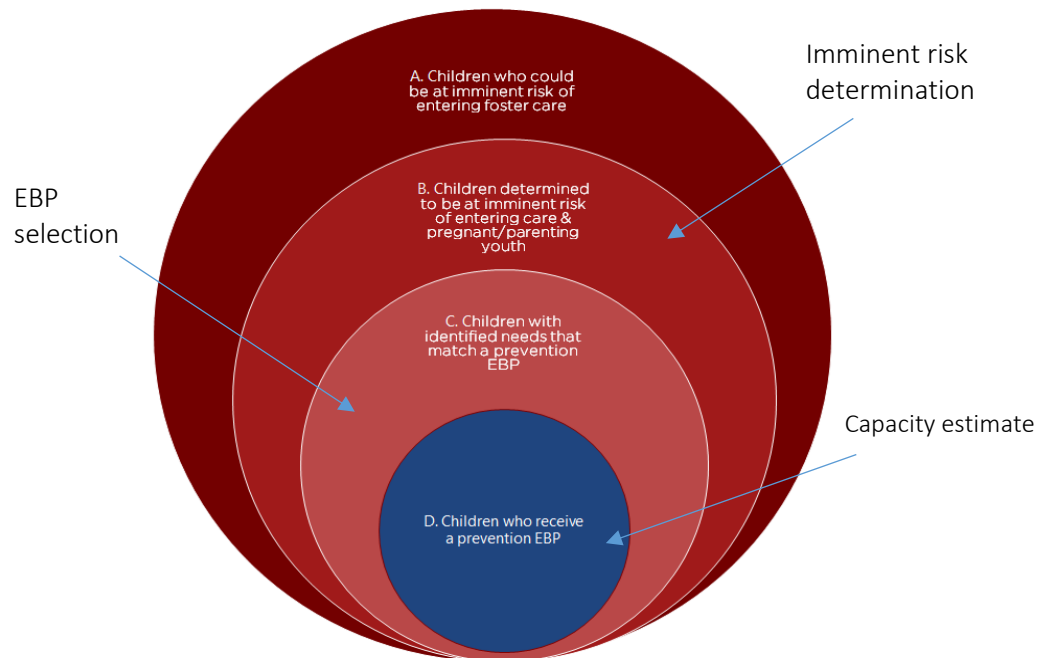 A. Children who could
be at imminent risk of
entering foster care
Imminent risk
determination
B. Children determined
to be at imminent risk
of entering care &
pregnant/parenting
youth
EBP
selection
C. Children with
identified needs that
match a prevention
EBP
Capacity estimate
D. Children who receive
a prevention EBP